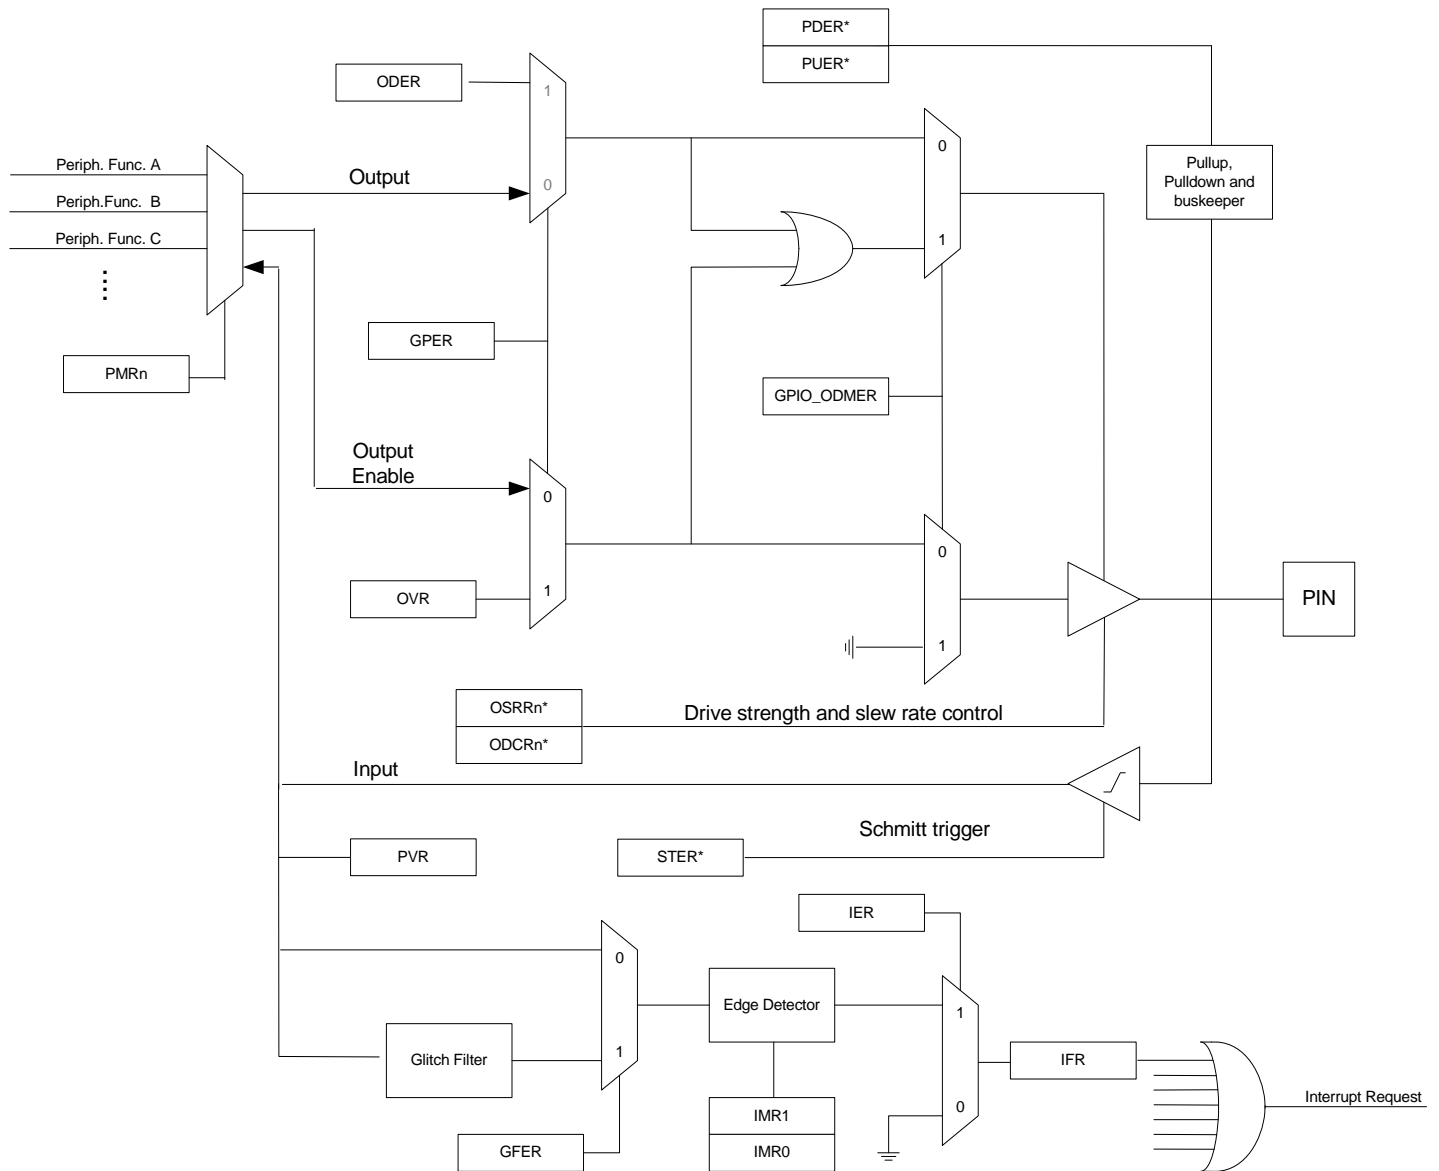 PDER*
PUER*
ODER
1
0
Periph. Func. A
Periph.Func. B
Periph. Func. C
Output
0
1
Pullup,
Pulldown and
buskeeper
GPER
PMRn
GPIO_ODMER
Output
Enable
0
1
OVR
0
1
PIN
OSRRn*
ODCRn*
Drive strength and slew rate control
Input
Schmitt trigger
PVR
STER*
IER
0
1
Glitch Filter
GFER
Edge Detector
IMR1
IMR0
1
0
IFR
Interrupt Request